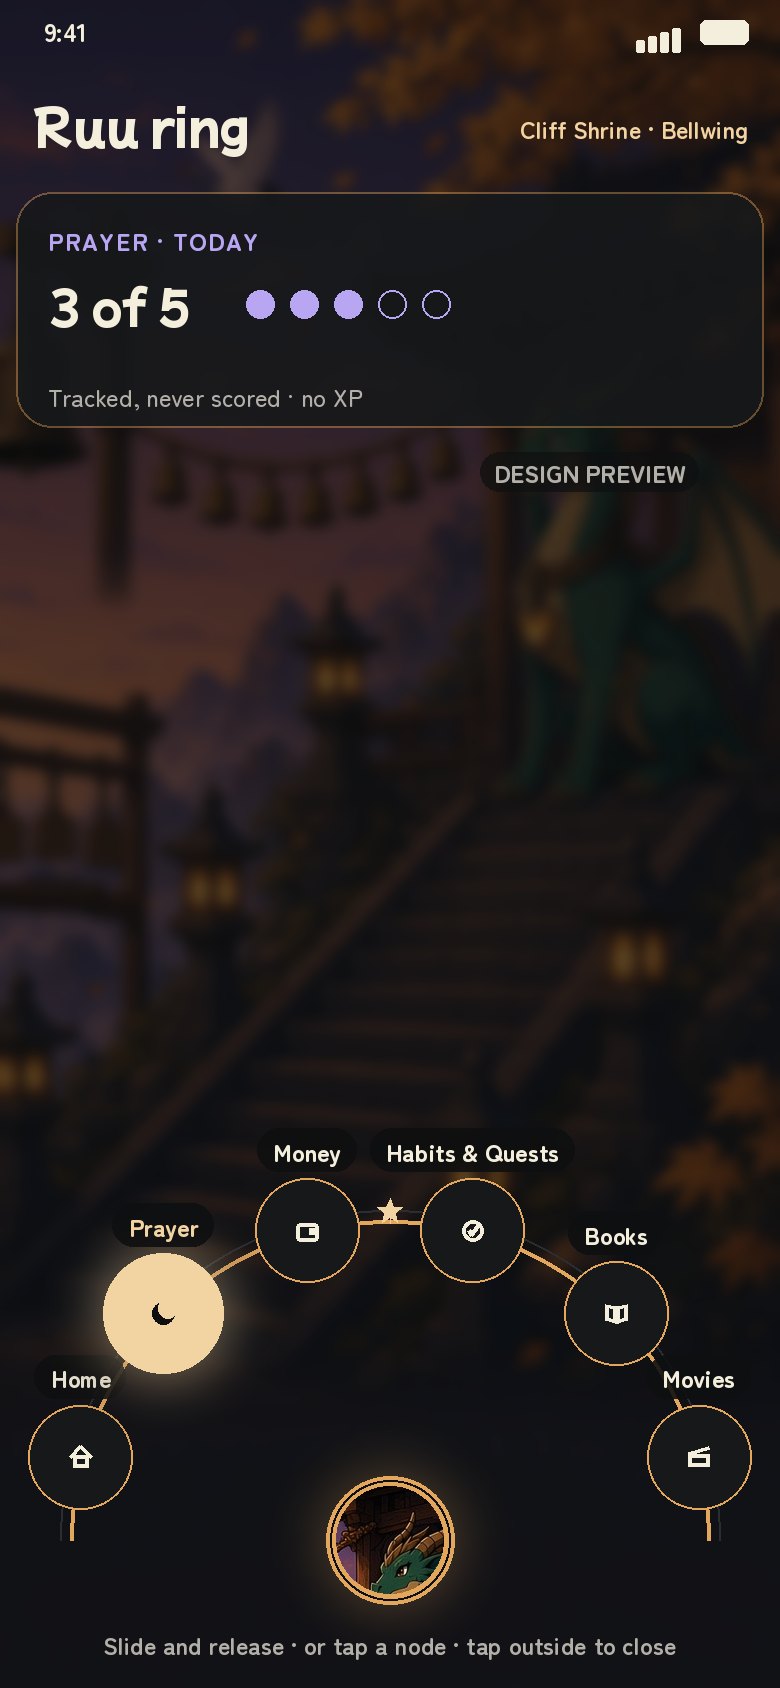 9:41
Ruu ring
Cliff Shrine · Bellwing
PRAYER · TODAY
3 of 5
Tracked, never scored · no XP
DESIGN PREVIEW
Money
Habits & Quests
Prayer
Books
Home
Movies
Slide and release · or tap a node · tap outside to close